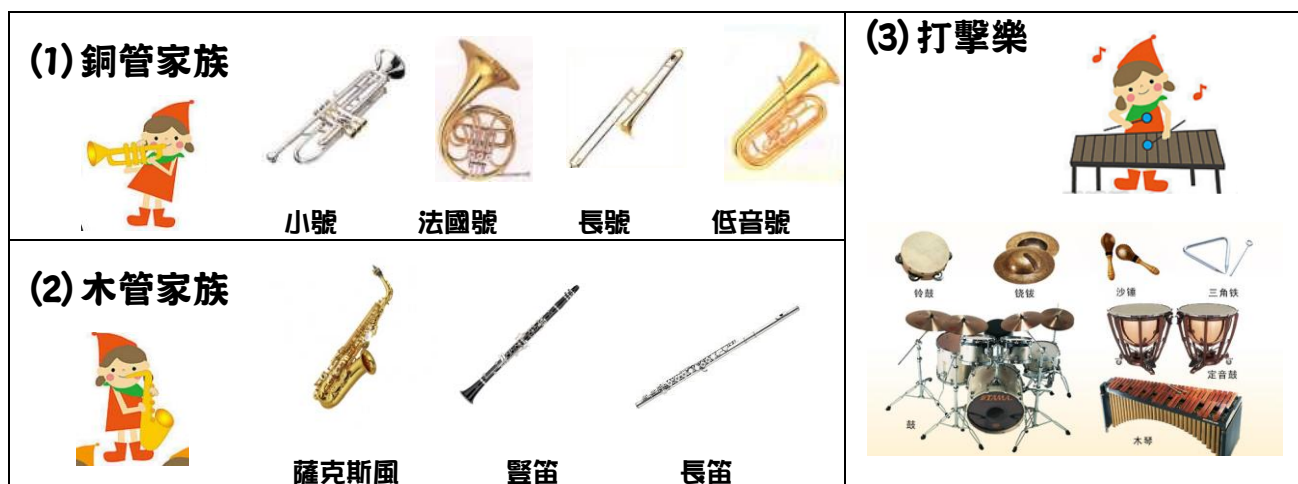 (1)銅管家族
小號 法國號 長號 低音號
(2)木管家族
薩克斯風 豎笛 長笛
(3)打擊樂
铃鼓 铙钹 沙锤 三角铁
TAMA
定音鼓
鼓
木琴